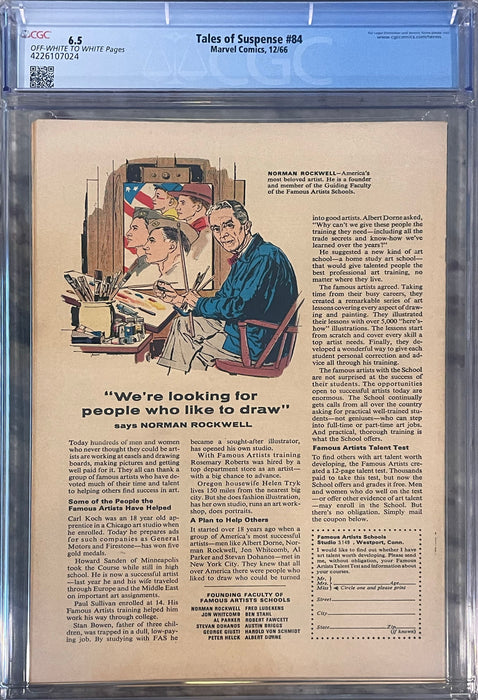 CGC
6.5
OFF-WHITE TO WHITE Pages
4226107024
Tales of Suspense #84
Marvel Comics, 12/66
www.cgccomics.com/terms
CGC
NORMAN ROCKWELL—America's
most beloved artist. He is a founder
and member of the Guiding Faculty
of the Famous Artists Schools.
"We're looking for
people who like to draw"
says NORMAN ROCKWELL
Today hundreds of men and women
who never thought they could be art-
ists are working at easels and drawing
boards, making pictures and getting
well paid for it. They all can thank a
group of famous artists who have de-
voted much of their time and talent
to helping others find success in art.
Some of the People the
Famous Artists Have Helped
Carl Koch was an 18 year old ap-
prentice in a Chicago art studio when
he enrolled. Today he prepares ads
for such companies as General
Motors and Firestone—has won five
gold medals.
Howard Sanden of Minneapolis
took the Course while still in high
school. He is now a successful artist
—last year he and his wife traveled
through Europe and the Middle East
on important art assignments.
Paul Sullivan enrolled at 14. His
Famous Artists training helped him
work his way through college.
Stan Bowen, father of three chil-
dren, was trapped in a dull, low-pay-
ing job. By studying with FAS he
became a sought-after illustrator,
has opened his own studio.
With Famous Artists training
Rosemary Roberts was hired by a
top department store as an artist—
with a big chance to advance.
Oregon housewife Helen Tryk
lives 150 miles from the nearest big
city. But she does fashion illustration,
has her own studio, runs an art work-
shop, does portraits.
A Plan to Help Others
It started over 18 years ago when a
group of America's most successful
artists—men like Albert Dorne, Nor-
man Rockwell, Jon Whitcomb, Al
Parker and Stevan Dohanos—met in
New York City. They knew that all
over America there were people who
liked to draw who could be turned
FOUNDING FACULTY OF
FAMOUS ARTISTS SCHOOLS
NORMAN ROCKWELL FRED LUDEKENS
JON WHITCOMB BEN STAHL
AL PARKER ROBERT FAWCETT
STEVAN DOHANOS AUSTIN BRIGGS
GEORGE GIUSTI HAROLD VON SCHMIDT
PETER HELCK ALBERT DORNE
into good artists. Albert Dorne asked,
"Why can't we give these people the
training they need—including all the
trade secrets and know-how we've
learned over the years?"
He suggested a new kind of art
school—a home study art school—
that would give talented people the
best professional art training, no
matter where they live.
The famous artists agreed. Taking
time from their busy careers, they
created a remarkable series of art
lessons covering every aspect of draw-
ing and painting. They illustrated
their lessons with over 5,000 "here's-
how" illustrations. The lessons start
from scratch and cover every skill a
top artist needs. Finally, they de-
veloped a wonderful way to give each
student personal correction and ad-
vice all through his training.
The famous artists with the School
are not surprised at the success of
their students. The opportunities
open to successful artists today are
enormous. The School continually
gets calls from all over the country
asking for practical well-trained stu-
dents—not geniuses—who can step
into full-time or part-time art jobs.
And practical, thorough training is
what the School offers.
Famous Artists Talent Test
To find others with art talent worth
developing, the Famous Artists cre-
ated a 12-page talent test. Thousands
paid to take this test, but now the
School offers and grades it free. Men
and women who do well on the test
—or offer other evidence of art talent
—may enroll in the School. But
there's no obligation. Simply mail
the coupon below.
Famous Artists Schools
Studio 5149, Westport, Conn.
I would like to find out whether I have
art talent worth developing. Please send
me, without obligation, your Famous
Artists Talent Test and Information about
your courses.
Mr.
Mrs. Age
Miss Circle one and please print
Street
City
State Zip
(if known)